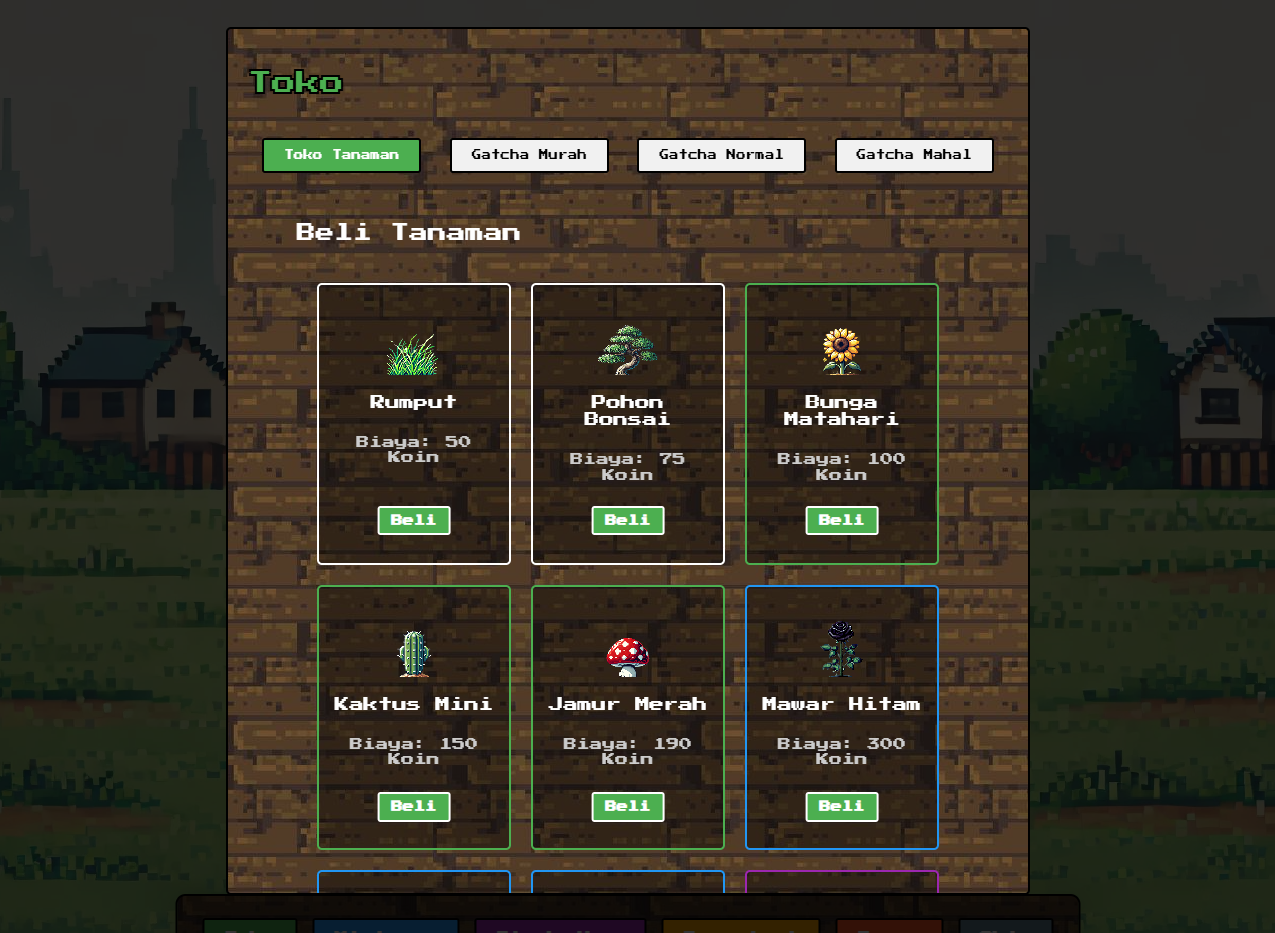 Toko
Toko Tanaman Gatcha Murah Gatcha Normal Gatcha Mahal
Beli Tanaman
Rumput
Biaya: 50
Koin
Beli
Pohon
Bonsai
Biaya: 75
Koin
Beli
Bunga
Matahari
Biaya: 100
Koin
Beli
Kaktus Mini
Biaya: 150
Koin
Beli
Jamur Merah
Biaya: 190
Koin
Beli
Mawar Hitam
Biaya: 300
Koin
Beli